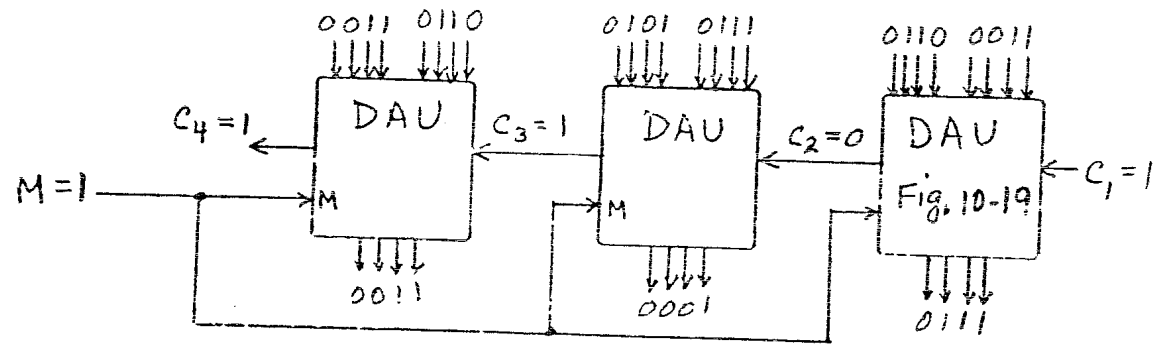 0011 0110
0101 0111
0110 0011
DAU
DAU
DAU
C₄=1
C₃=1
C₂=0
C₁=1
M=1
M
M
Fig. 10-19
0011
0001
0111